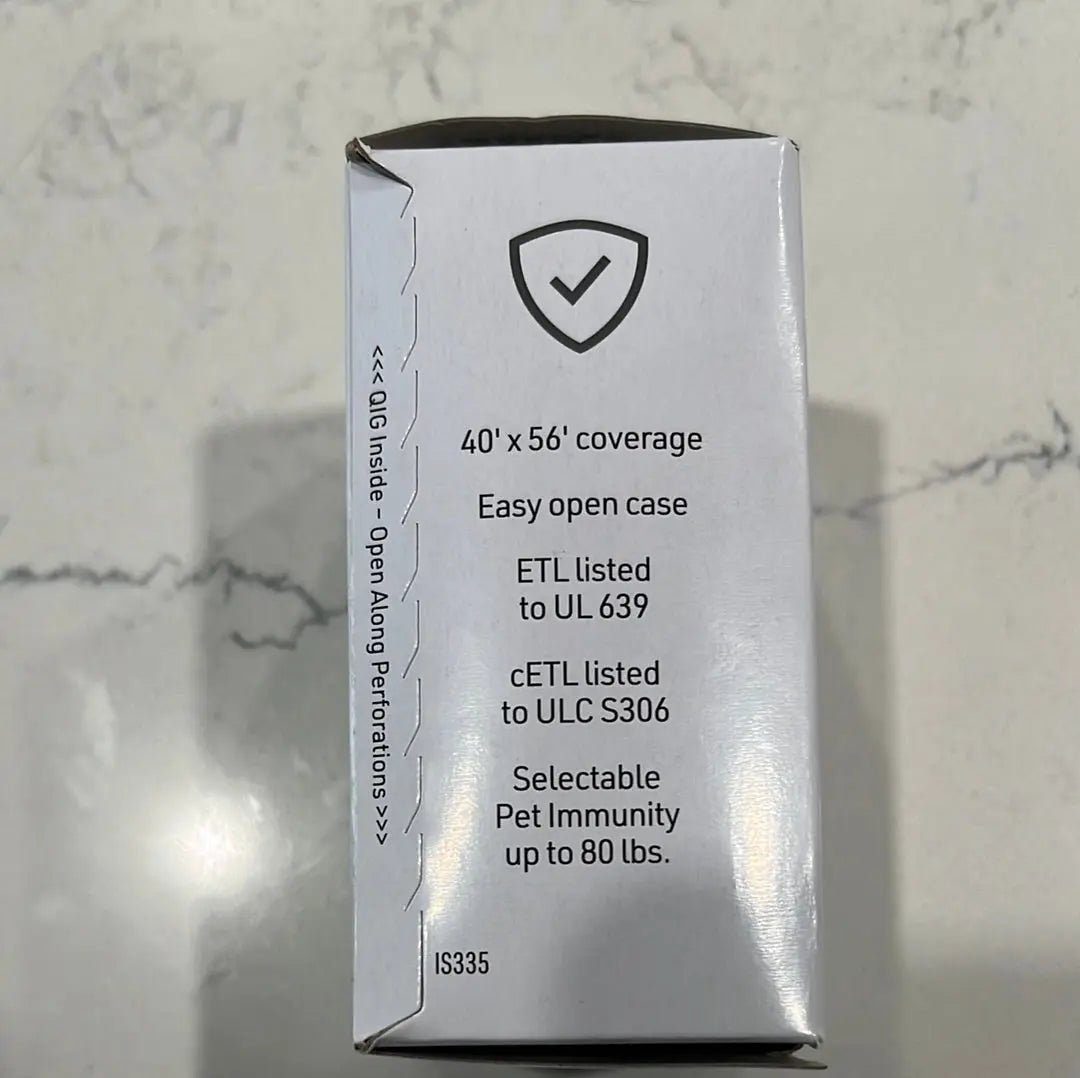 <<< QIG Inside – Open Along Perforations >>>
40' x 56' coverage
Easy open case
ETL listed
to UL 639
cETL listed
to ULC S306
Selectable
Pet Immunity
up to 80 lbs.
IS335